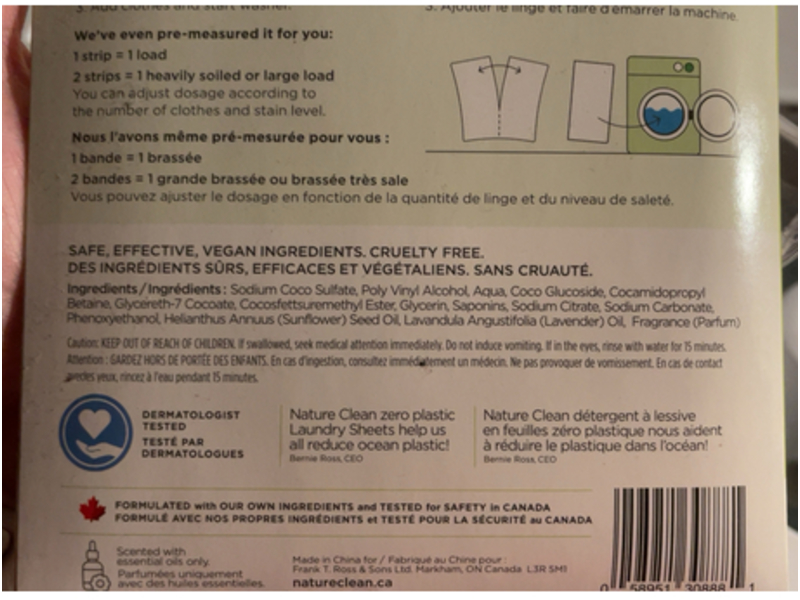 3. Add clothes and start washer.
3. Ajouter le linge et faire d émarrer la machine.
We've even pre-measured it for you:
1 strip = 1 load
2 strips = 1 heavily soiled or large load
You can adjust dosage according to
the number of clothes and stain level.
Nous l'avons même pré-mesurée pour vous :
1 bande = 1 brassée
2 bandes = 1 grande brassée ou brassée très sale
Vous pouvez ajuster le dosage en fonction de la quantité de linge et du niveau de saleté.
SAFE, EFFECTIVE, VEGAN INGREDIENTS. CRUELTY FREE.
DES INGRÉDIENTS SÛRS, EFFICACES ET VÉGÉTALIENS. SANS CRUAUTÉ.
Ingredients / Ingrédients : Sodium Coco Sulfate, Poly Vinyl Alcohol, Aqua, Coco Glucoside, Cocamidopropyl
Betaine, Glycereth-7 Cocoate, Cocosfettsuremethyl Ester, Glycerin, Saponins, Sodium Citrate, Sodium Carbonate,
Phenoxyethanol, Helianthus Annuus (Sunflower) Seed Oil, Lavandula Angustifolia (Lavender) Oil, Fragrance (Parfum)
Caution: KEEP OUT OF REACH OF CHILDREN. If swallowed, seek medical attention immediately. Do not induce vomiting. If in the eyes, rinse with water for 15 minutes.
Attention : GARDEZ HORS DE PORTÉE DES ENFANTS. En cas d'ingestion, consultez immédiatement un médecin. Ne pas provoquer de vomissement. En cas de contact
avec les yeux, rincez à l'eau pendant 15 minutes.
DERMATOLOGIST
TESTED
TESTÉ PAR
DERMATOLOGUES
Nature Clean zero plastic
Laundry Sheets help us
all reduce ocean plastic!
Bernie Ross, CEO
Nature Clean détergent à lessive
en feuilles zéro plastique nous aident
à réduire le plastique dans l'océan!
Bernie Ross, CEO
FORMULATED with OUR OWN INGREDIENTS and TESTED for SAFETY in CANADA
FORMULÉ AVEC NOS PROPRES INGRÉDIENTS et TESTÉ POUR LA SÉCURITÉ au CANADA
Scented with
essential oils only.
Parfumées uniquement
avec des huiles essentielles.
Made in China for / Fabriqué au Chine pour :
Frank T. Ross & Sons Ltd. Markham, ON Canada L3R 5M1
natureclean.ca
0 58951 30888 1